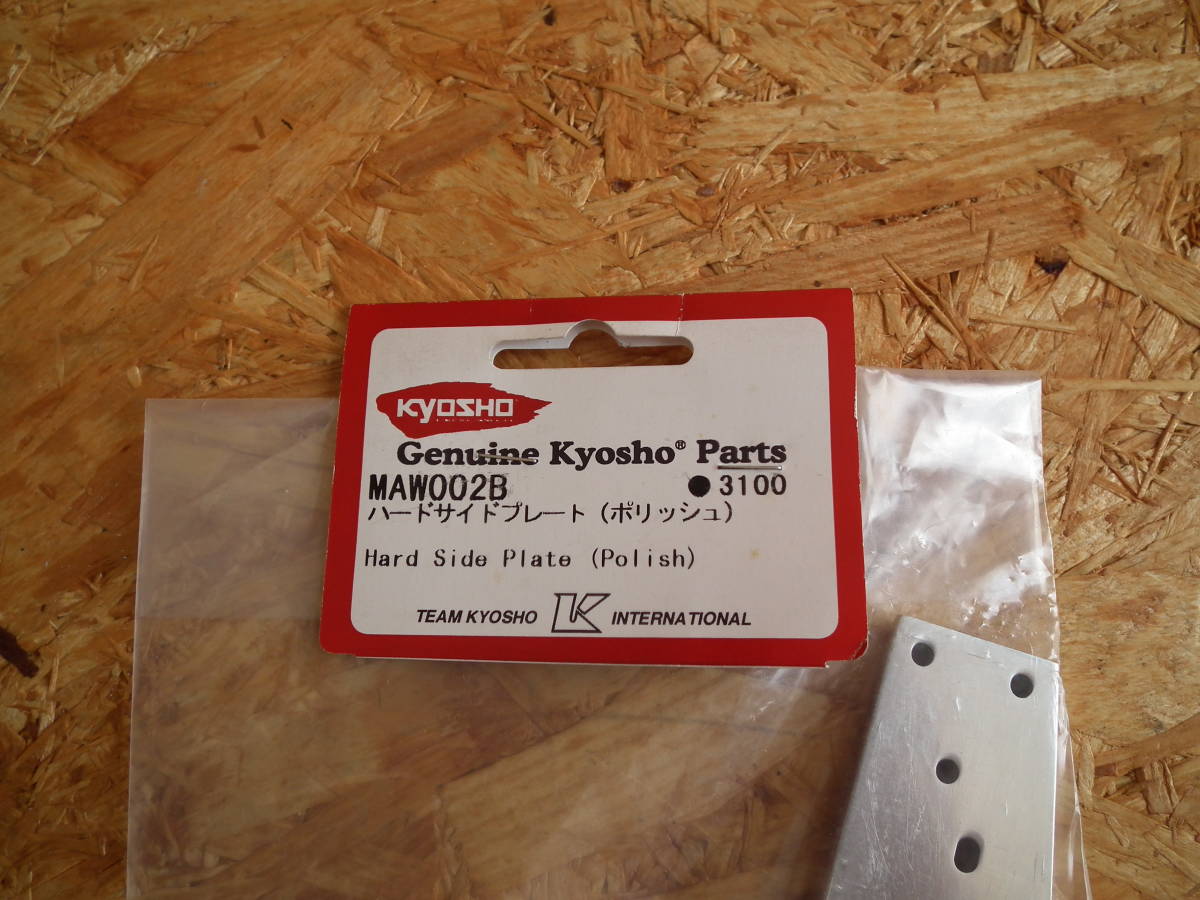 KYOSHO
Genuine Kyosho® Parts
MAW002B ●3100
ハードサイドプレート (ポリッシュ)
Hard Side Plate (Polish)
TEAM KYOSHO K INTERNATIONAL